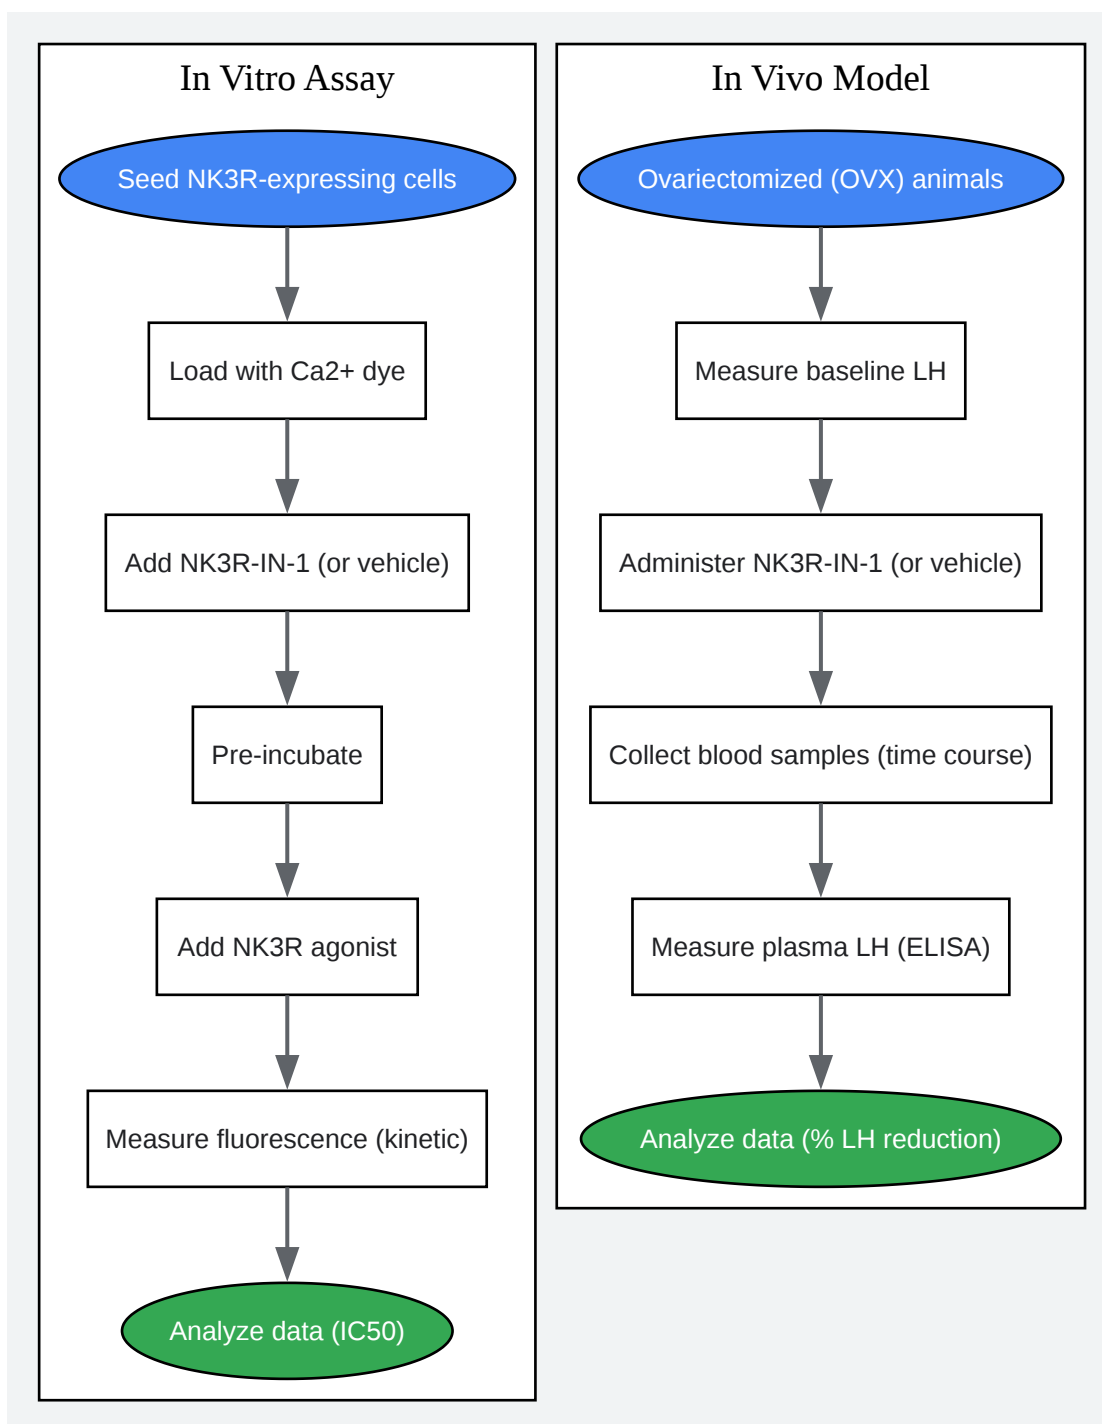 In Vitro Assay
Seed NK3R-expressing cells
Load with Ca2+ dye
Add NK3R-IN-1 (or vehicle)
Pre-incubate
Add NK3R agonist
Measure fluorescence (kinetic)
Analyze data (IC50)
In Vivo Model
Ovariectomized (OVX) animals
Measure baseline LH
Administer NK3R-IN-1 (or vehicle)
Collect blood samples (time course)
Measure plasma LH (ELISA)
Analyze data (% LH reduction)